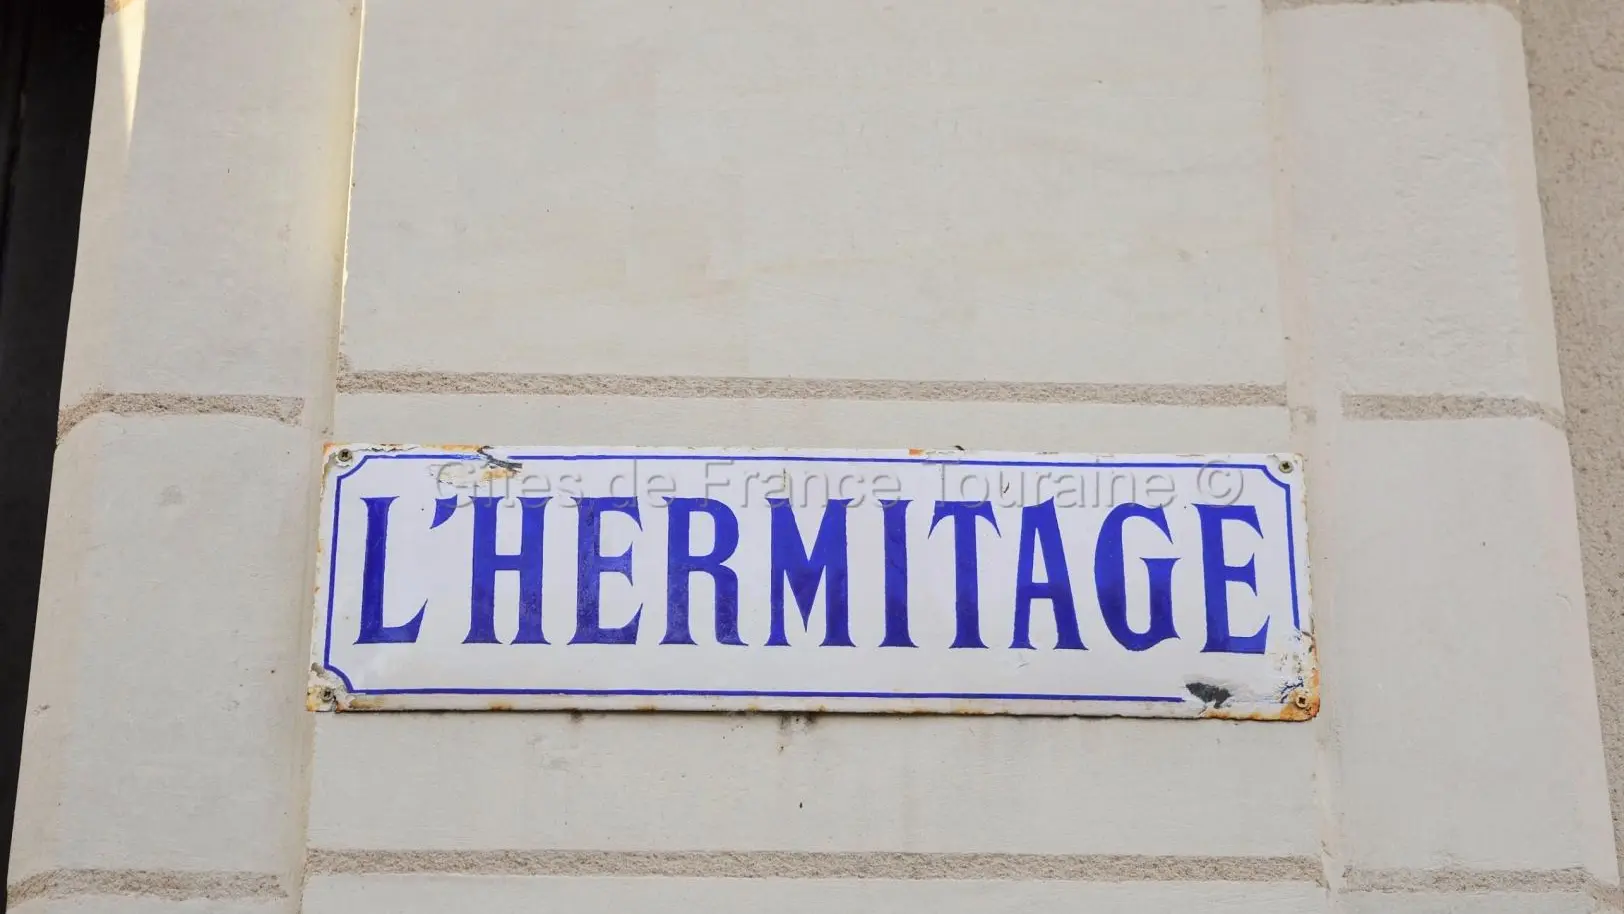 Gîtes de France Touraine ©
L'HERMITAGE